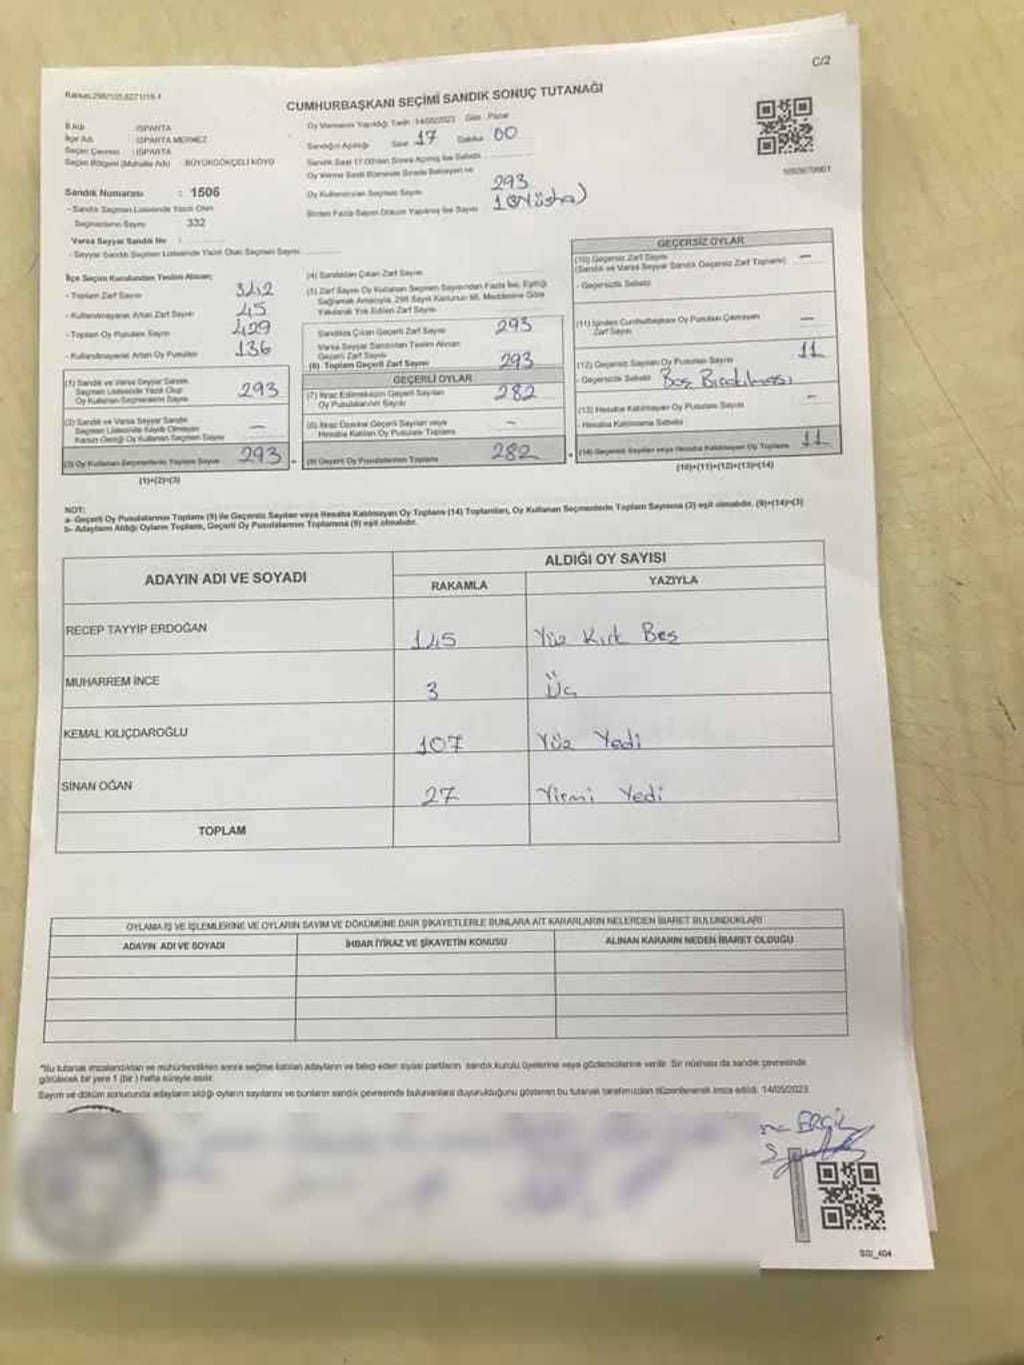 C/2
CUMHURBAŞKANI SEÇİMİ SANDIK SONUÇ TUTANAĞI
İl Adı : ISPARTA
İlçe Adı : ISPARTA MERKEZ
Seçim Çevresi : ISPARTA
Seçim Bölgesi (Mahalle Adı) : BÜYÜKGÖKÇELİ KÖYÜ
Sandık Numarası : 1506
- Sandık Seçmen Listesinde Yazılı Olan
Seçmenlerin Sayısı 332
Varsa Seyyar Sandık No :
- Seyyar Sandık Seçmen Listesinde Yazılı Olan Seçmen Sayısı
Oy Vermenin Yapıldığı Tarih : 14/05/2023 Gün : Pazar
Sandığın Açıldığı Saat 17 Dakika 00
Sandık Saat 17.00'den Sonra Açılmış İse Sebebi
Oy Kullanan Seçmen Sayısı 293
Birden Fazla Sayım Döküm Yapılmış İse Sayısı 1 (Nüsha)
İlçe Seçim Kurulundan Teslim Alınan;
- Toplam Zarf Sayısı 342
- Kullanılmayarak Artan Zarf Sayısı 45
- Toplam Oy Pusulası Sayısı 429
- Kullanılmayarak Artan Oy Pusulası 136
(1) Sandık ve Varsa Seyyar Sandık
Seçmen Listesinde Yazılı Olup
Oy Kullanan Seçmenlerin Sayısı 293
(2) Sandık ve Varsa Seyyar Sandık
Seçmen Listesinde Kayıtlı Olmayan
Kanun Gereği Oy Kullanan Seçmen Sayısı —
(3) Oy Kullanan Seçmenlerin Toplam Sayısı 293
(1)+(2)=(3)
(4) Sandıktan Çıkan Zarf Sayısı
(5) Zarf Sayısı Oy Kullanan Seçmen Sayısından Fazla İse, Eşitliği
Sağlamak Amacıyla, 298 Sayılı Kanunun 98. Maddesine Göre
Yakılarak Yok Edilen Zarf Sayısı
Sandıkta Çıkan Geçerli Zarf Sayısı 293
Varsa Seyyar Sandıktan Teslim Alınan
Geçerli Zarf Sayısı
(6) Toplam Geçerli Zarf Sayısı 293
GEÇERLİ OYLAR
(7) İtiraz Edilmeksizin Geçerli Sayılan
Oy Pusulalarının Sayısı 282
(8) İtiraz Üzerine Geçerli Sayılan veya
Hesaba Katılan Oy Pusulası Toplamı —
(9) Geçerli Oy Pusulalarının Toplamı 282
GEÇERSİZ OYLAR
(10) Geçersiz Zarf Sayısı
(Sandık ve Varsa Seyyar Sandık Geçersiz Zarf Toplamı) —
- Geçersizlik Sebebi
(11) İçinden Cumhurbaşkanı Oy Pusulası Çıkmayan
Zarf Sayısı —
(12) Geçersiz Sayılan Oy Pusulası Sayısı 11
- Geçersizlik Sebebi Boş Bırakılması
(13) Hesaba Katılmayan Oy Pusulası Sayısı —
- Hesaba Katılmama Sebebi
(14) Geçersiz Sayılan veya Hesaba Katılmayan Oy Toplamı 11
(10)+(11)+(12)+(13)=(14)
NOT:
a- Geçerli Oy Pusulalarının Toplamı (9) ile Geçersiz Sayılan veya Hesaba Katılmayan Oy Toplamı (14) Toplamları, Oy Kullanan Seçmenlerin Toplam Sayısına (3) eşit olmalıdır. (9)+(14)=(3)
b- Adayların Aldığı Oyların Toplamı, Geçerli Oy Pusulalarının Toplamına (9) eşit olmalıdır.
ADAYIN ADI VE SOYADI
ALDIĞI OY SAYISI
RAKAMLA YAZIYLA
RECEP TAYYİP ERDOĞAN 145 Yüz Kırk Beş
MUHARREM İNCE 3 Üç
KEMAL KILIÇDAROĞLU 107 Yüz Yedi
SİNAN OĞAN 27 Yirmi Yedi
TOPLAM
OYLAMA İŞ VE İŞLEMLERİNE VE OYLARIN SAYIM VE DÖKÜMÜNE DAİR ŞİKAYETLERLE BUNLARA AİT KARARLARIN NELERDEN İBARET BULUNDUKLARI
ADAYIN ADI VE SOYADI İHBAR İTİRAZ VE ŞİKAYETİN KONUSU ALINAN KARARIN NEDEN İBARET OLDUĞU
*Bu tutanak imzalandıktan ve mühürlendikten sonra seçime katılan adayların ve talep eden siyasi partilerin, sandık kurulu üyelerine veya gözlemcilerine verilir. Bir nüshası da sandık çevresinde
görülecek bir yere 1 (bir) hafta süreyle asılır.
Sayım ve döküm sonucunda adayların aldığı oyların sayılarını ve bunların sandık çevresinde bulunanlara duyurulduğunu gösteren bu tutanak tarafımızdan düzenlenerek imza edildi. 14/05/2023
SGI_404